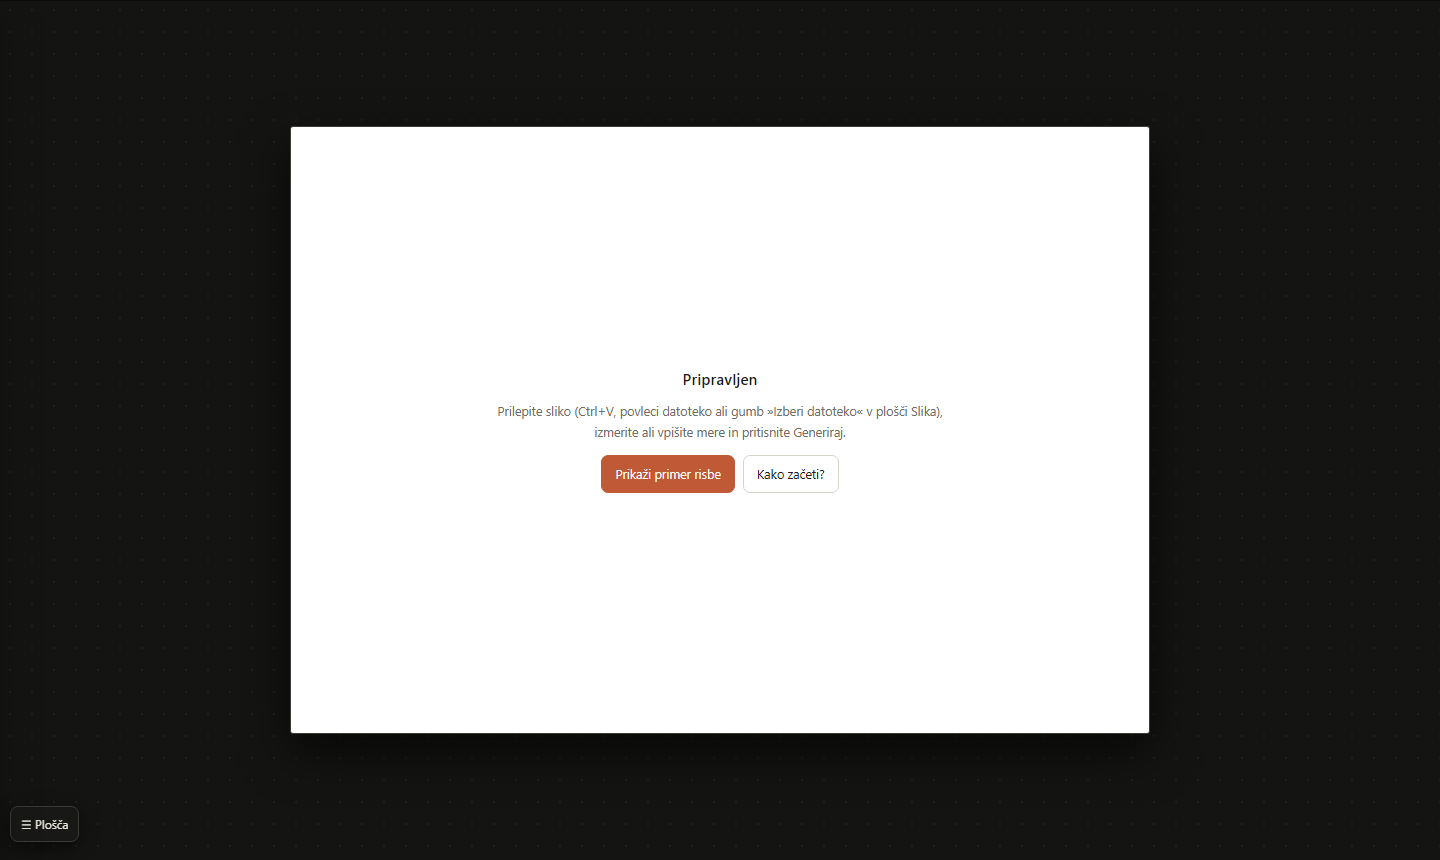 Pripravljen
Prilepite sliko (Ctrl+V, povleci datoteko ali gumb »Izberi datoteko« v plošči Slika),
izmerite ali vpišite mere in pritisnite Generiraj.
Prikaži primer risbe
Kako začeti?
☰ Plošča